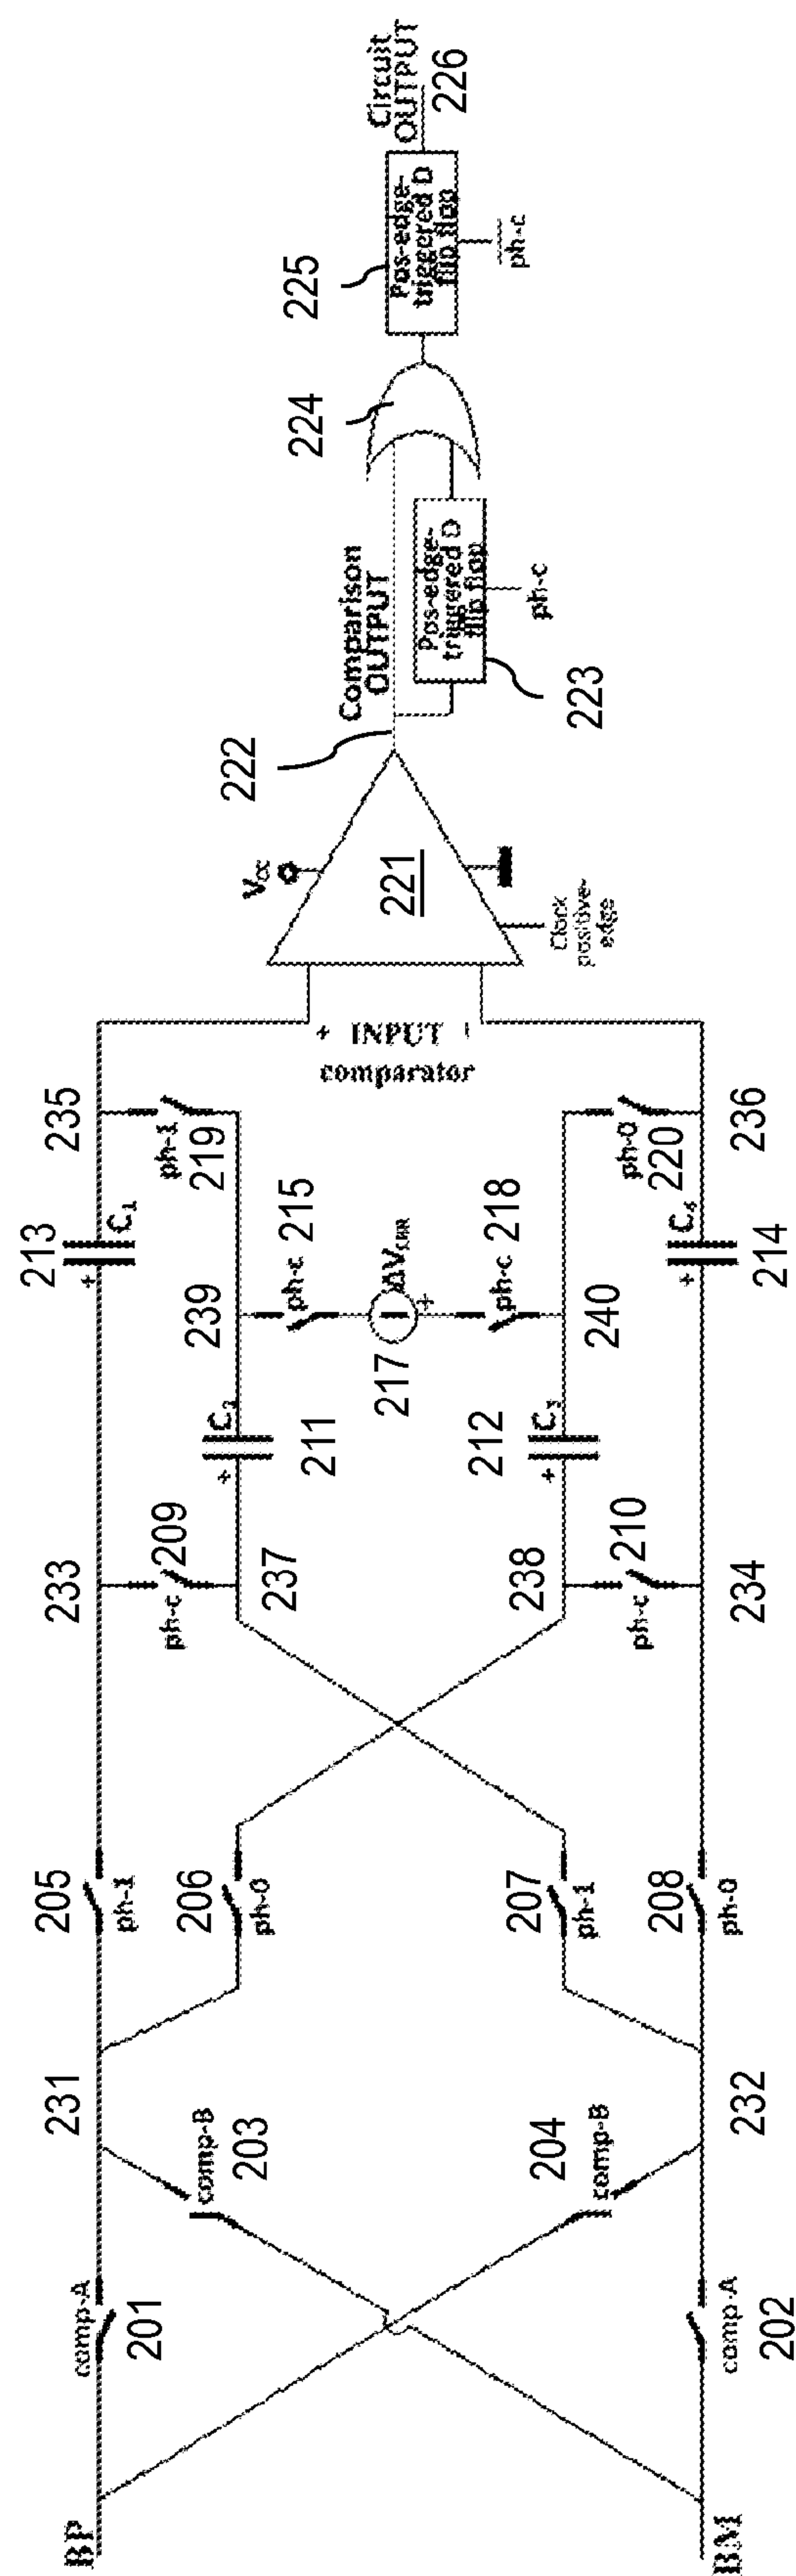 Circuit
OUTPUT
226
Pos-edge-
triggered D
flip flop
ph-c
225
224
Comparison
OUTPUT
Pos-edge-
triggered D
flip flop
ph-c
223
222
Vcc
221
Clock
positive-
edge
+ INPUT -
comparator
235
ph-1
219
ph-0
220
236
213
C₁
+
215
ph-c
239
ΔV_CRR
217
+
ph-c
218
240
C₄
+
214
C₂
+
211
212
C₃
+
233
209
ph-c
237
238
210
ph-c
234
205
ph-1
206
ph-0
207
ph-1
208
ph-0
231
232
comp-B
203
204
comp-B
comp-A
201
comp-A
202
BP
BM